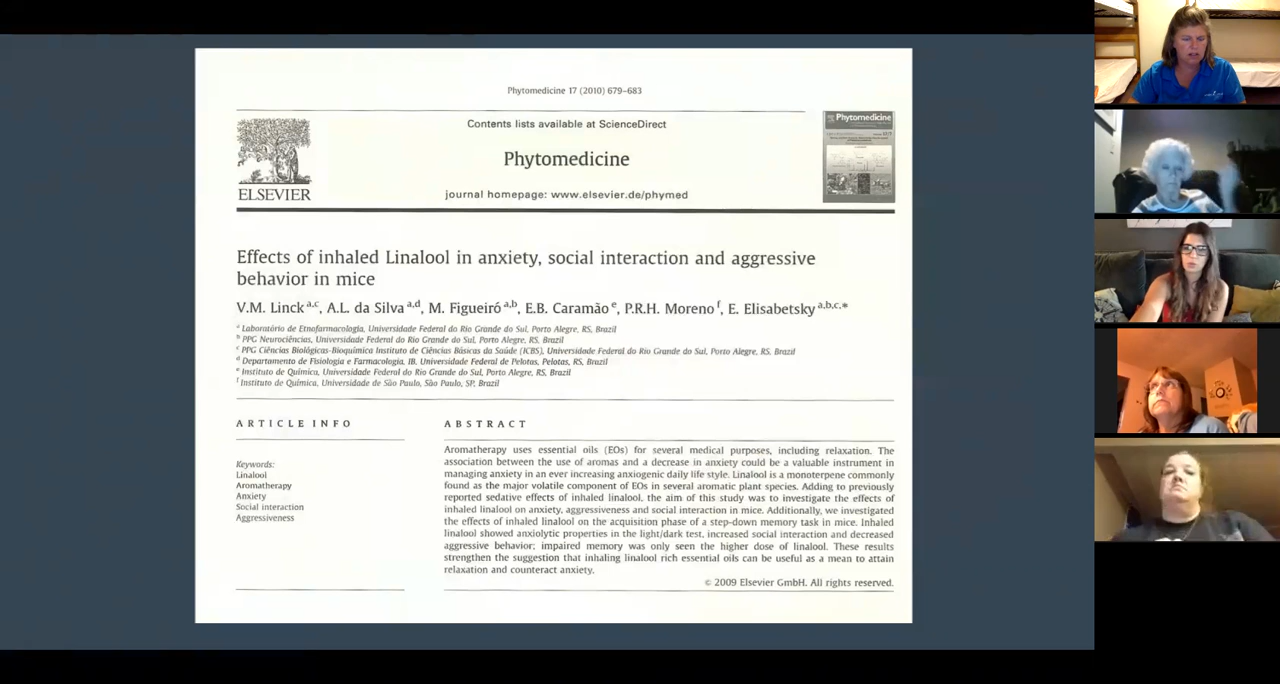 Phytomedicine 17 (2010) 679–683
Contents lists available at ScienceDirect
Phytomedicine
journal homepage: www.elsevier.de/phymed
ELSEVIER
Phytomedicine
Effects of inhaled Linalool in anxiety, social interaction and aggressive
behavior in mice
V.M. Linck a,c, A.L. da Silva a,d, M. Figueiró a,b, E.B. Caramão e, P.R.H. Moreno f, E. Elisabetsky a,b,c,*
a Laboratório de Etnofarmacologia, Universidade Federal do Rio Grande do Sul, Porto Alegre, RS, Brazil
b PPG Neurociências, Universidade Federal do Rio Grande do Sul, Porto Alegre, RS, Brazil
c PPG Ciências Biológicas-Bioquímica Instituto de Ciências Básicas da Saúde (ICBS), Universidade Federal do Rio Grande do Sul, Porto Alegre, RS, Brazil
d Departamento de Fisiologia e Farmacologia, IB, Universidade Federal de Pelotas, Pelotas, RS, Brazil
e Instituto de Química, Universidade Federal do Rio Grande do Sul, Porto Alegre, RS, Brazil
f Instituto de Química, Universidade de São Paulo, São Paulo, SP, Brazil
ARTICLE INFO
Keywords:
Linalool
Aromatherapy
Anxiety
Social interaction
Aggressiveness
ABSTRACT
Aromatherapy uses essential oils (EOs) for several medical purposes, including relaxation. The
association between the use of aromas and a decrease in anxiety could be a valuable instrument in
managing anxiety in an ever increasing anxiogenic daily life style. Linalool is a monoterpene commonly
found as the major volatile component of EOs in several aromatic plant species. Adding to previously
reported sedative effects of inhaled linalool, the aim of this study was to investigate the effects of
inhaled linalool on anxiety, aggressiveness and social interaction in mice. Additionally, we investigated
the effects of inhaled linalool on the acquisition phase of a step-down memory task in mice. Inhaled
linalool showed anxiolytic properties in the light/dark test, increased social interaction and decreased
aggressive behavior; impaired memory was only seen the higher dose of linalool. These results
strengthen the suggestion that inhaling linalool rich essential oils can be useful as a mean to attain
relaxation and counteract anxiety.
© 2009 Elsevier GmbH. All rights reserved.